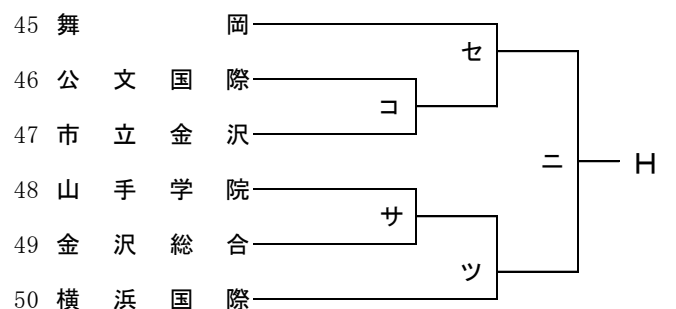 45 舞岡
セ
46 公文国際
コ
47 市立金沢
ニ H
48 山手学院
サ
49 金沢総合
ツ
50 横浜国際